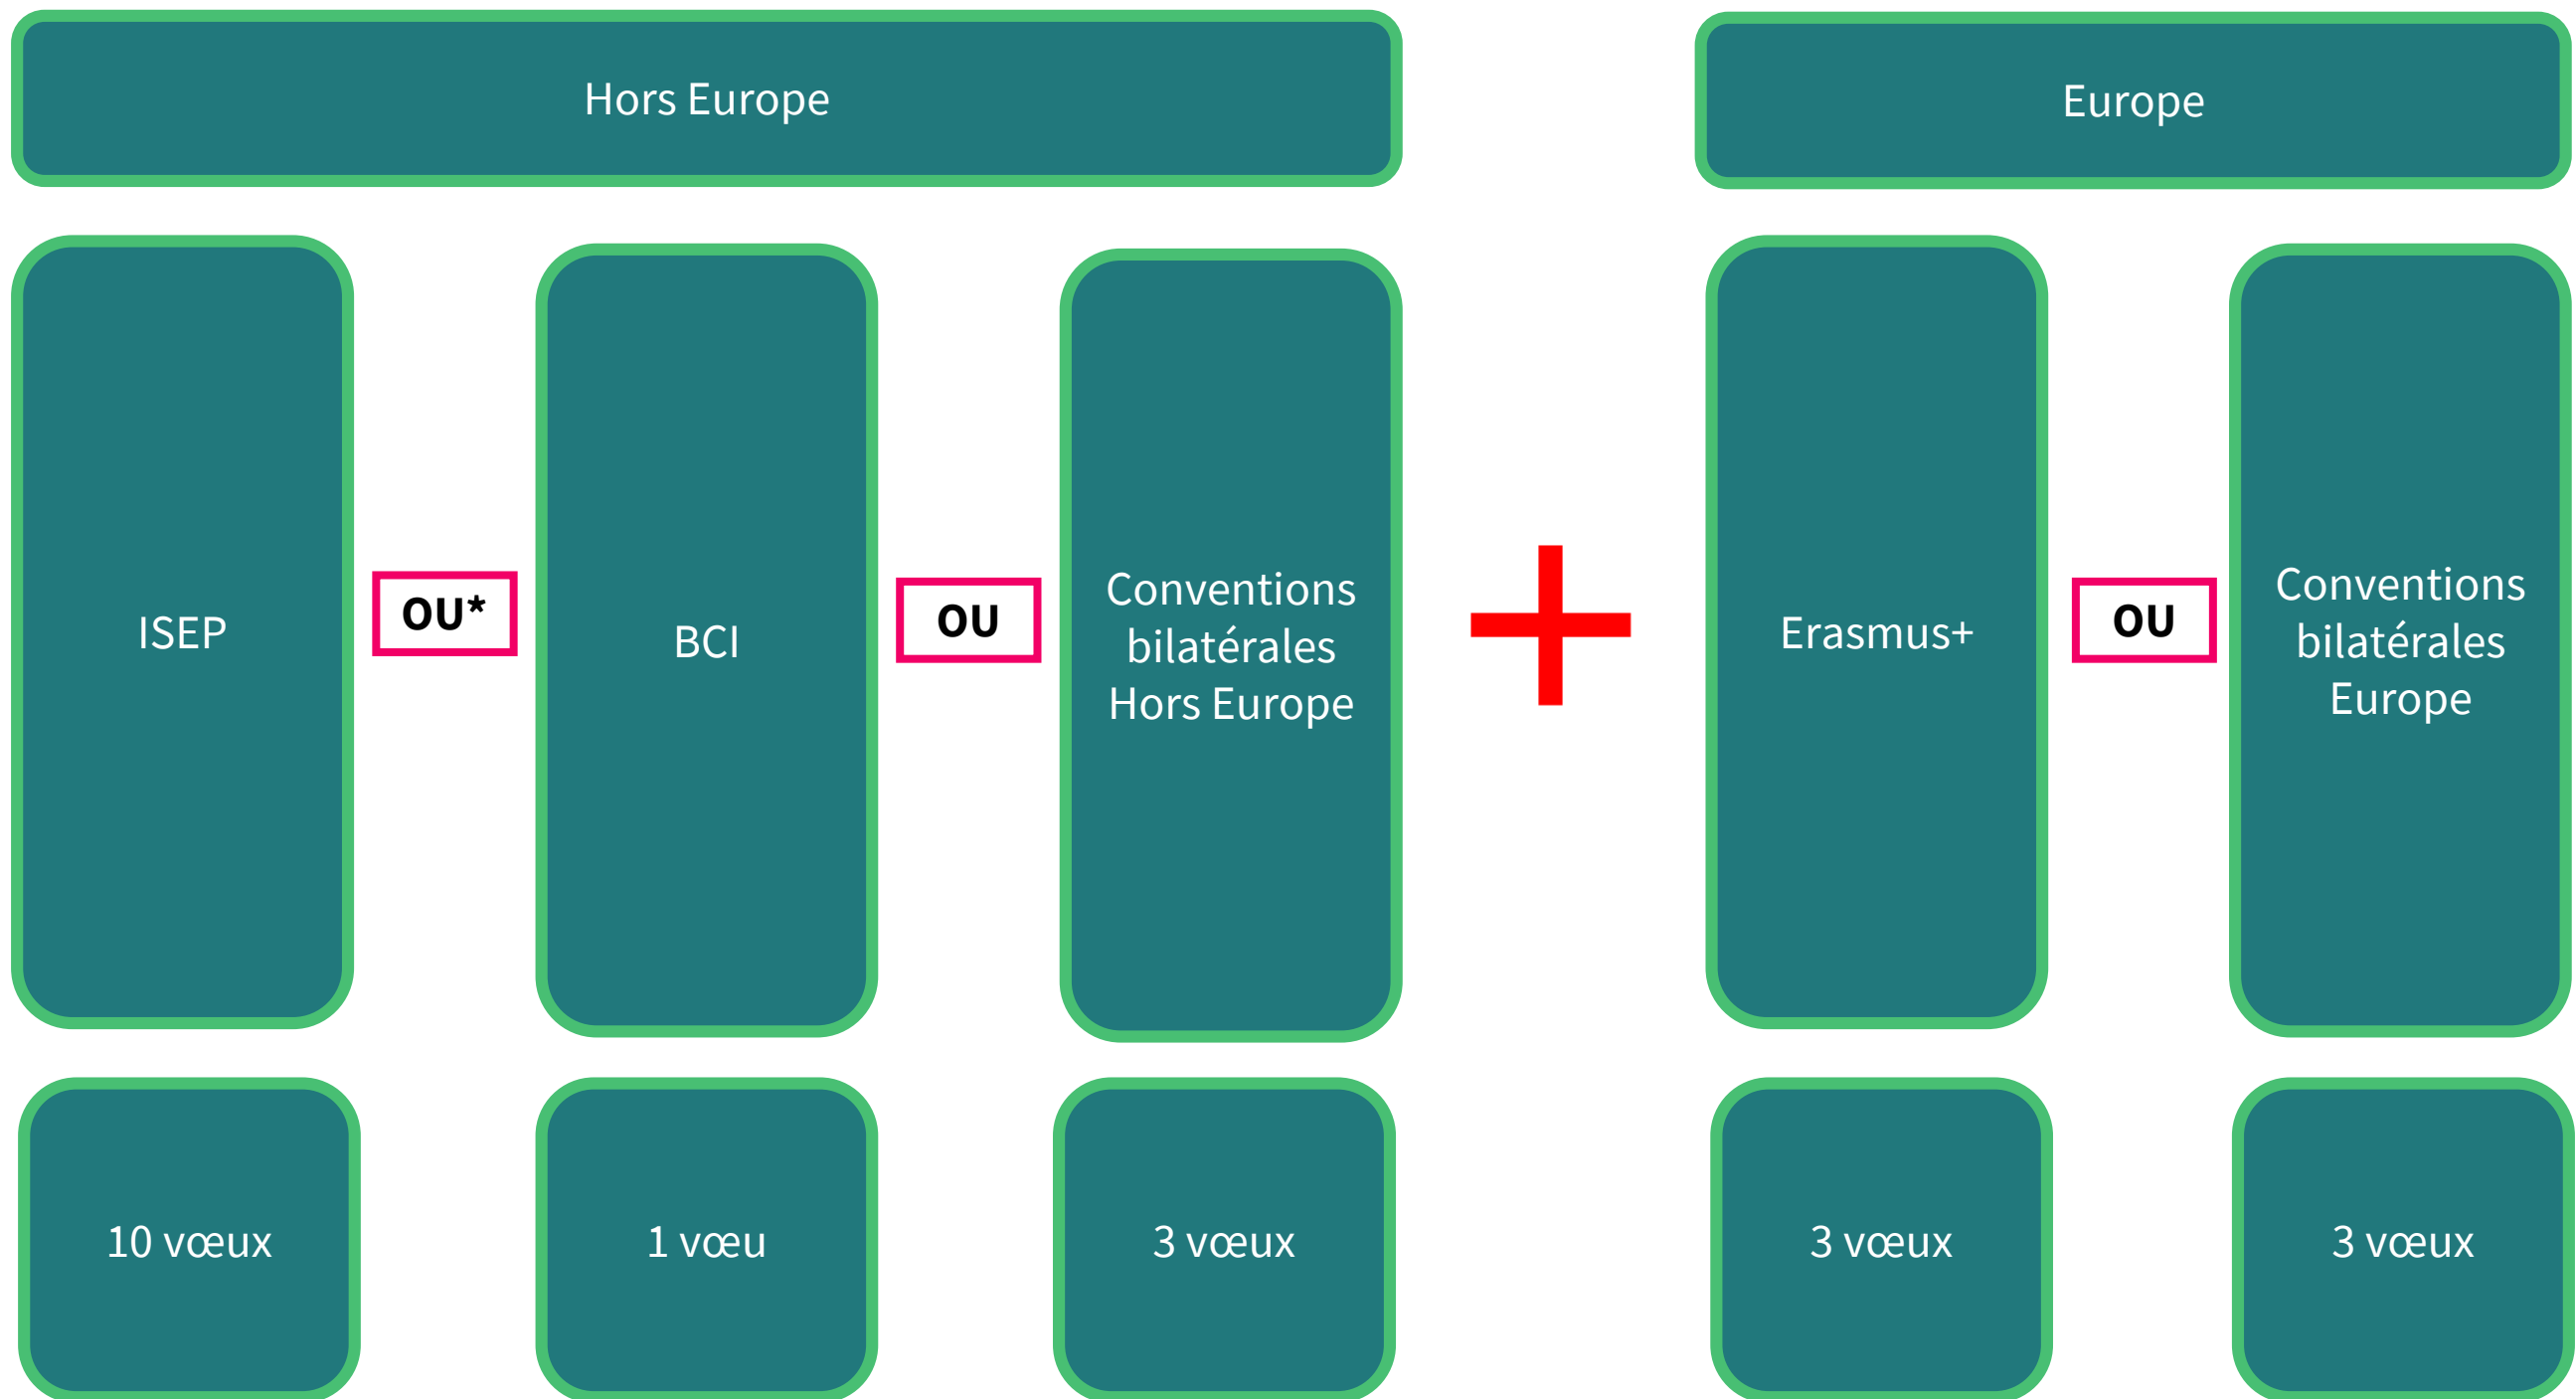 Hors Europe
Europe
ISEP
OU*
BCI
OU
Conventions
bilatérales
Hors Europe
Erasmus+
OU
Conventions
bilatérales
Europe
10 vœux
1 vœu
3 vœux
3 vœux
3 vœux